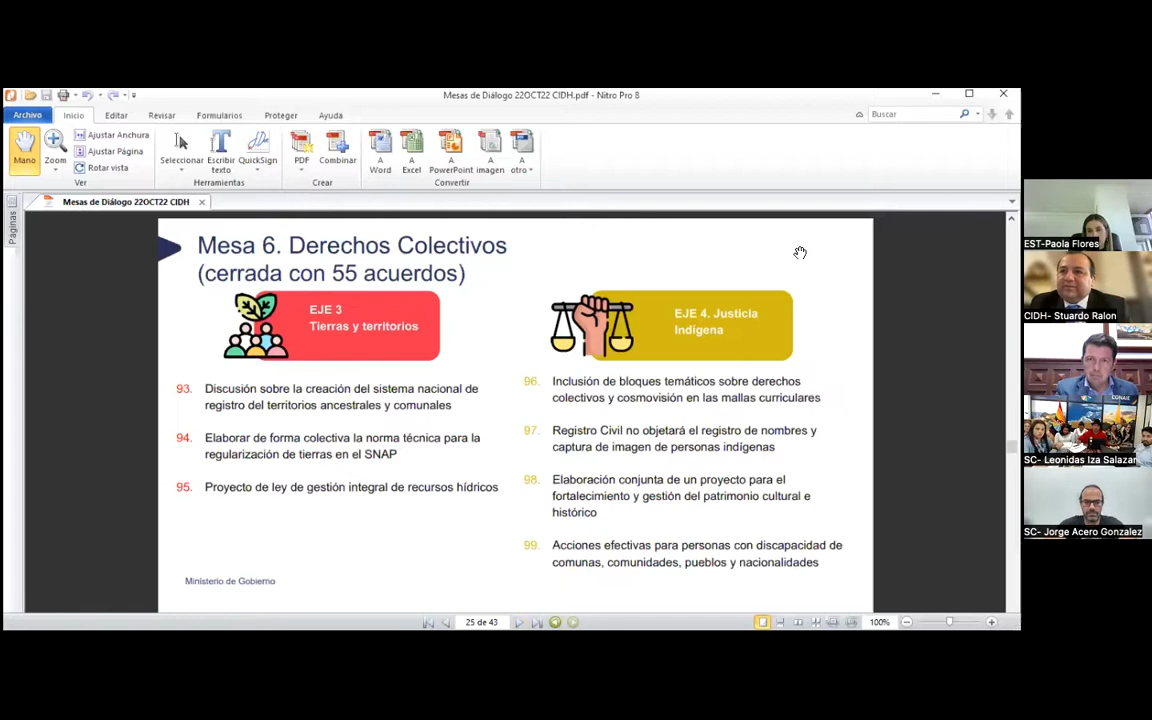 Mesas de Diálogo 22OCT22 CIDH.pdf - Nitro Pro 8
Archivo
Inicio
Editar
Revisar
Formularios
Proteger
Ayuda
Buscar
Mano
Zoom
Ajustar Anchura
Ajustar Página
Rotar vista
Ver
Seleccionar
Escribir texto
QuickSign
Herramientas
PDF
Combinar
Crear
A Word
A Excel
A PowerPoint
A imagen
A otro
Convertir
Páginas
Mesas de Diálogo 22OCT22 CIDH
Mesa 6. Derechos Colectivos
(cerrada con 55 acuerdos)
EJE 3
Tierras y territorios
93. Discusión sobre la creación del sistema nacional de
registro del territorios ancestrales y comunales
94. Elaborar de forma colectiva la norma técnica para la
regularización de tierras en el SNAP
95. Proyecto de ley de gestión integral de recursos hídricos
EJE 4. Justicia
Indígena
96. Inclusión de bloques temáticos sobre derechos
colectivos y cosmovisión en las mallas curriculares
97. Registro Civil no objetará el registro de nombres y
captura de imagen de personas indígenas
98. Elaboración conjunta de un proyecto para el
fortalecimiento y gestión del patrimonio cultural e
histórico
99. Acciones efectivas para personas con discapacidad de
comunas, comunidades, pueblos y nacionalidades
Ministerio de Gobierno
25 de 43
100%
EST-Paola Flores
CIDH- Stuardo Ralon
CONAIE
SC- Leonidas Iza Salazar
SC- Jorge Acero Gonzalez